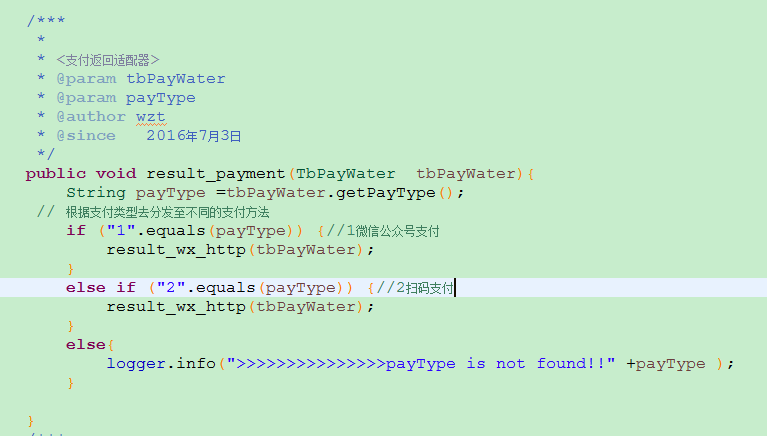 /***
*
* <支付返回适配器>
* @param tbPayWater
* @param payType
* @author wzt
* @since   2016年7月3日
*/
public void result_payment(TbPayWater  tbPayWater){
String payType =tbPayWater.getPayType();
// 根据支付类型去分发至不同的支付方法
if ("1".equals(payType)) {//1微信公众号支付
result_wx_http(tbPayWater);
}
else if ("2".equals(payType)) {//2扫码支付
result_wx_http(tbPayWater);
}
else{
logger.info(">>>>>>>>>>>>>>>payType is not found!!" +payType );
}
}